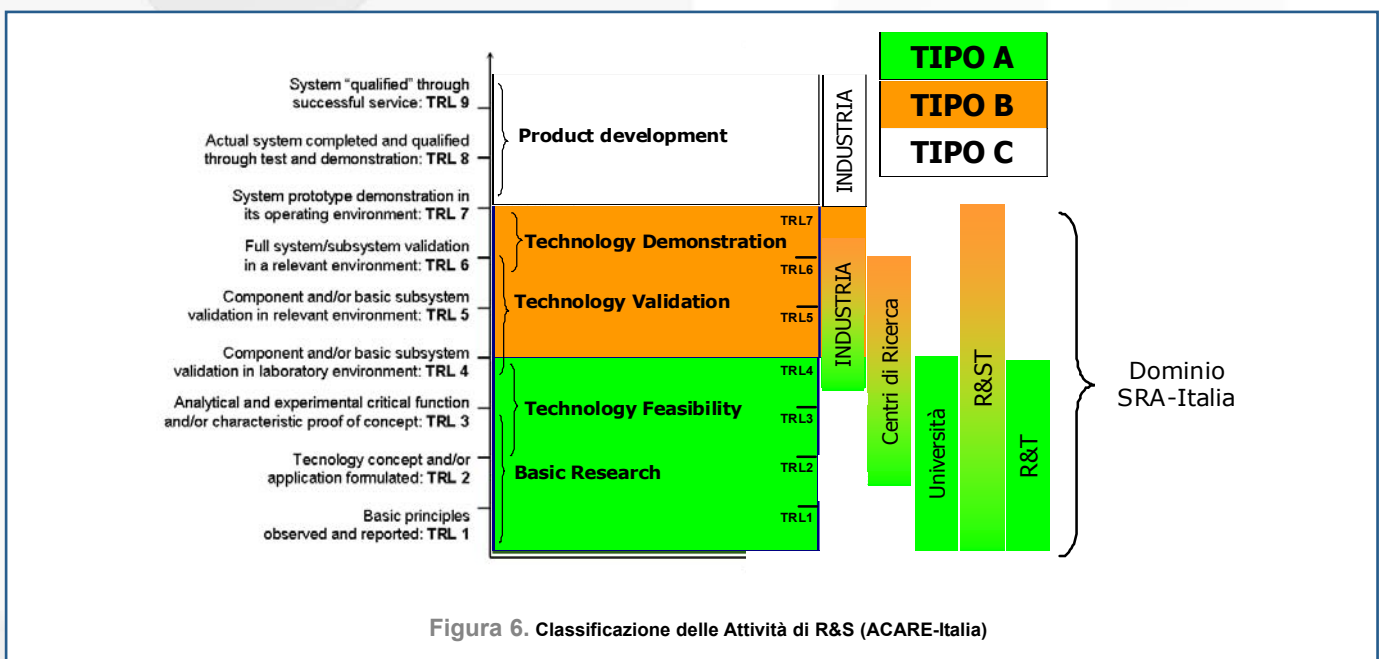 TIPO A
TIPO B
TIPO C
System “qualified” through
successful service: TRL 9
Actual system completed and qualified
through test and demonstration: TRL 8
System prototype demonstration in
its operating environment: TRL 7
Full system/subsystem validation
in a relevant environment: TRL 6
Component and/or basic subsystem
validation in relevant environment: TRL 5
Component and/or basic subsystem
validation in laboratory environment: TRL 4
Analytical and experimental critical function
and/or characteristic proof of concept: TRL 3
Tecnology concept and/or
application formulated: TRL 2
Basic principles
observed and reported: TRL 1
Product development
Technology Demonstration
Technology Validation
Technology Feasibility
Basic Research
TRL7
TRL6
TRL5
TRL4
TRL3
TRL2
TRL1
INDUSTRIA
INDUSTRIA
Centri di Ricerca
Università
R&ST
R&T
Dominio
SRA-Italia
Figura 6. Classificazione delle Attività di R&S (ACARE-Italia)